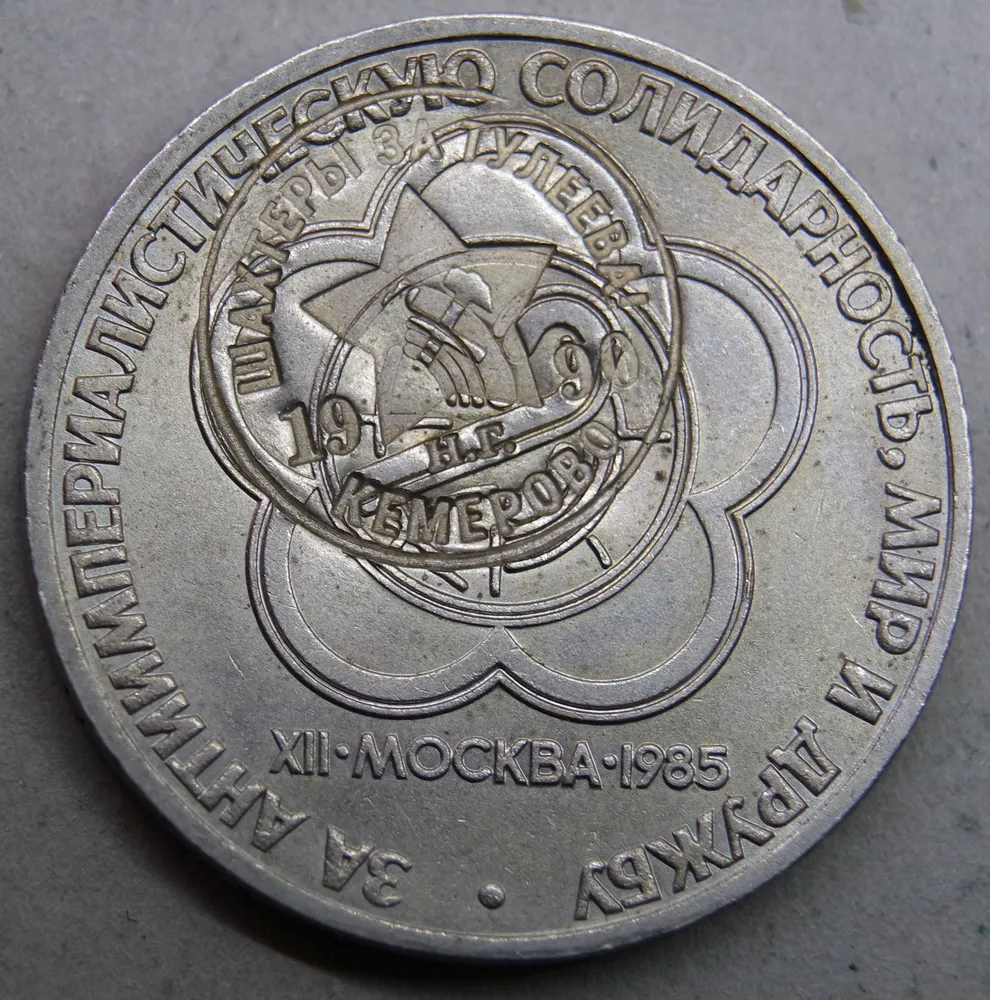 ЗА АНТИИМПЕРИАЛИСТИЧЕСКУЮ СОЛИДАРНОСТЬ, МИР И ДРУЖБУ
ШАХТЕРЫ ЗА ТУЛЕЕВА!
19 90
Н.Г.
КЕМЕРОВО
XII·МОСКВА·1985